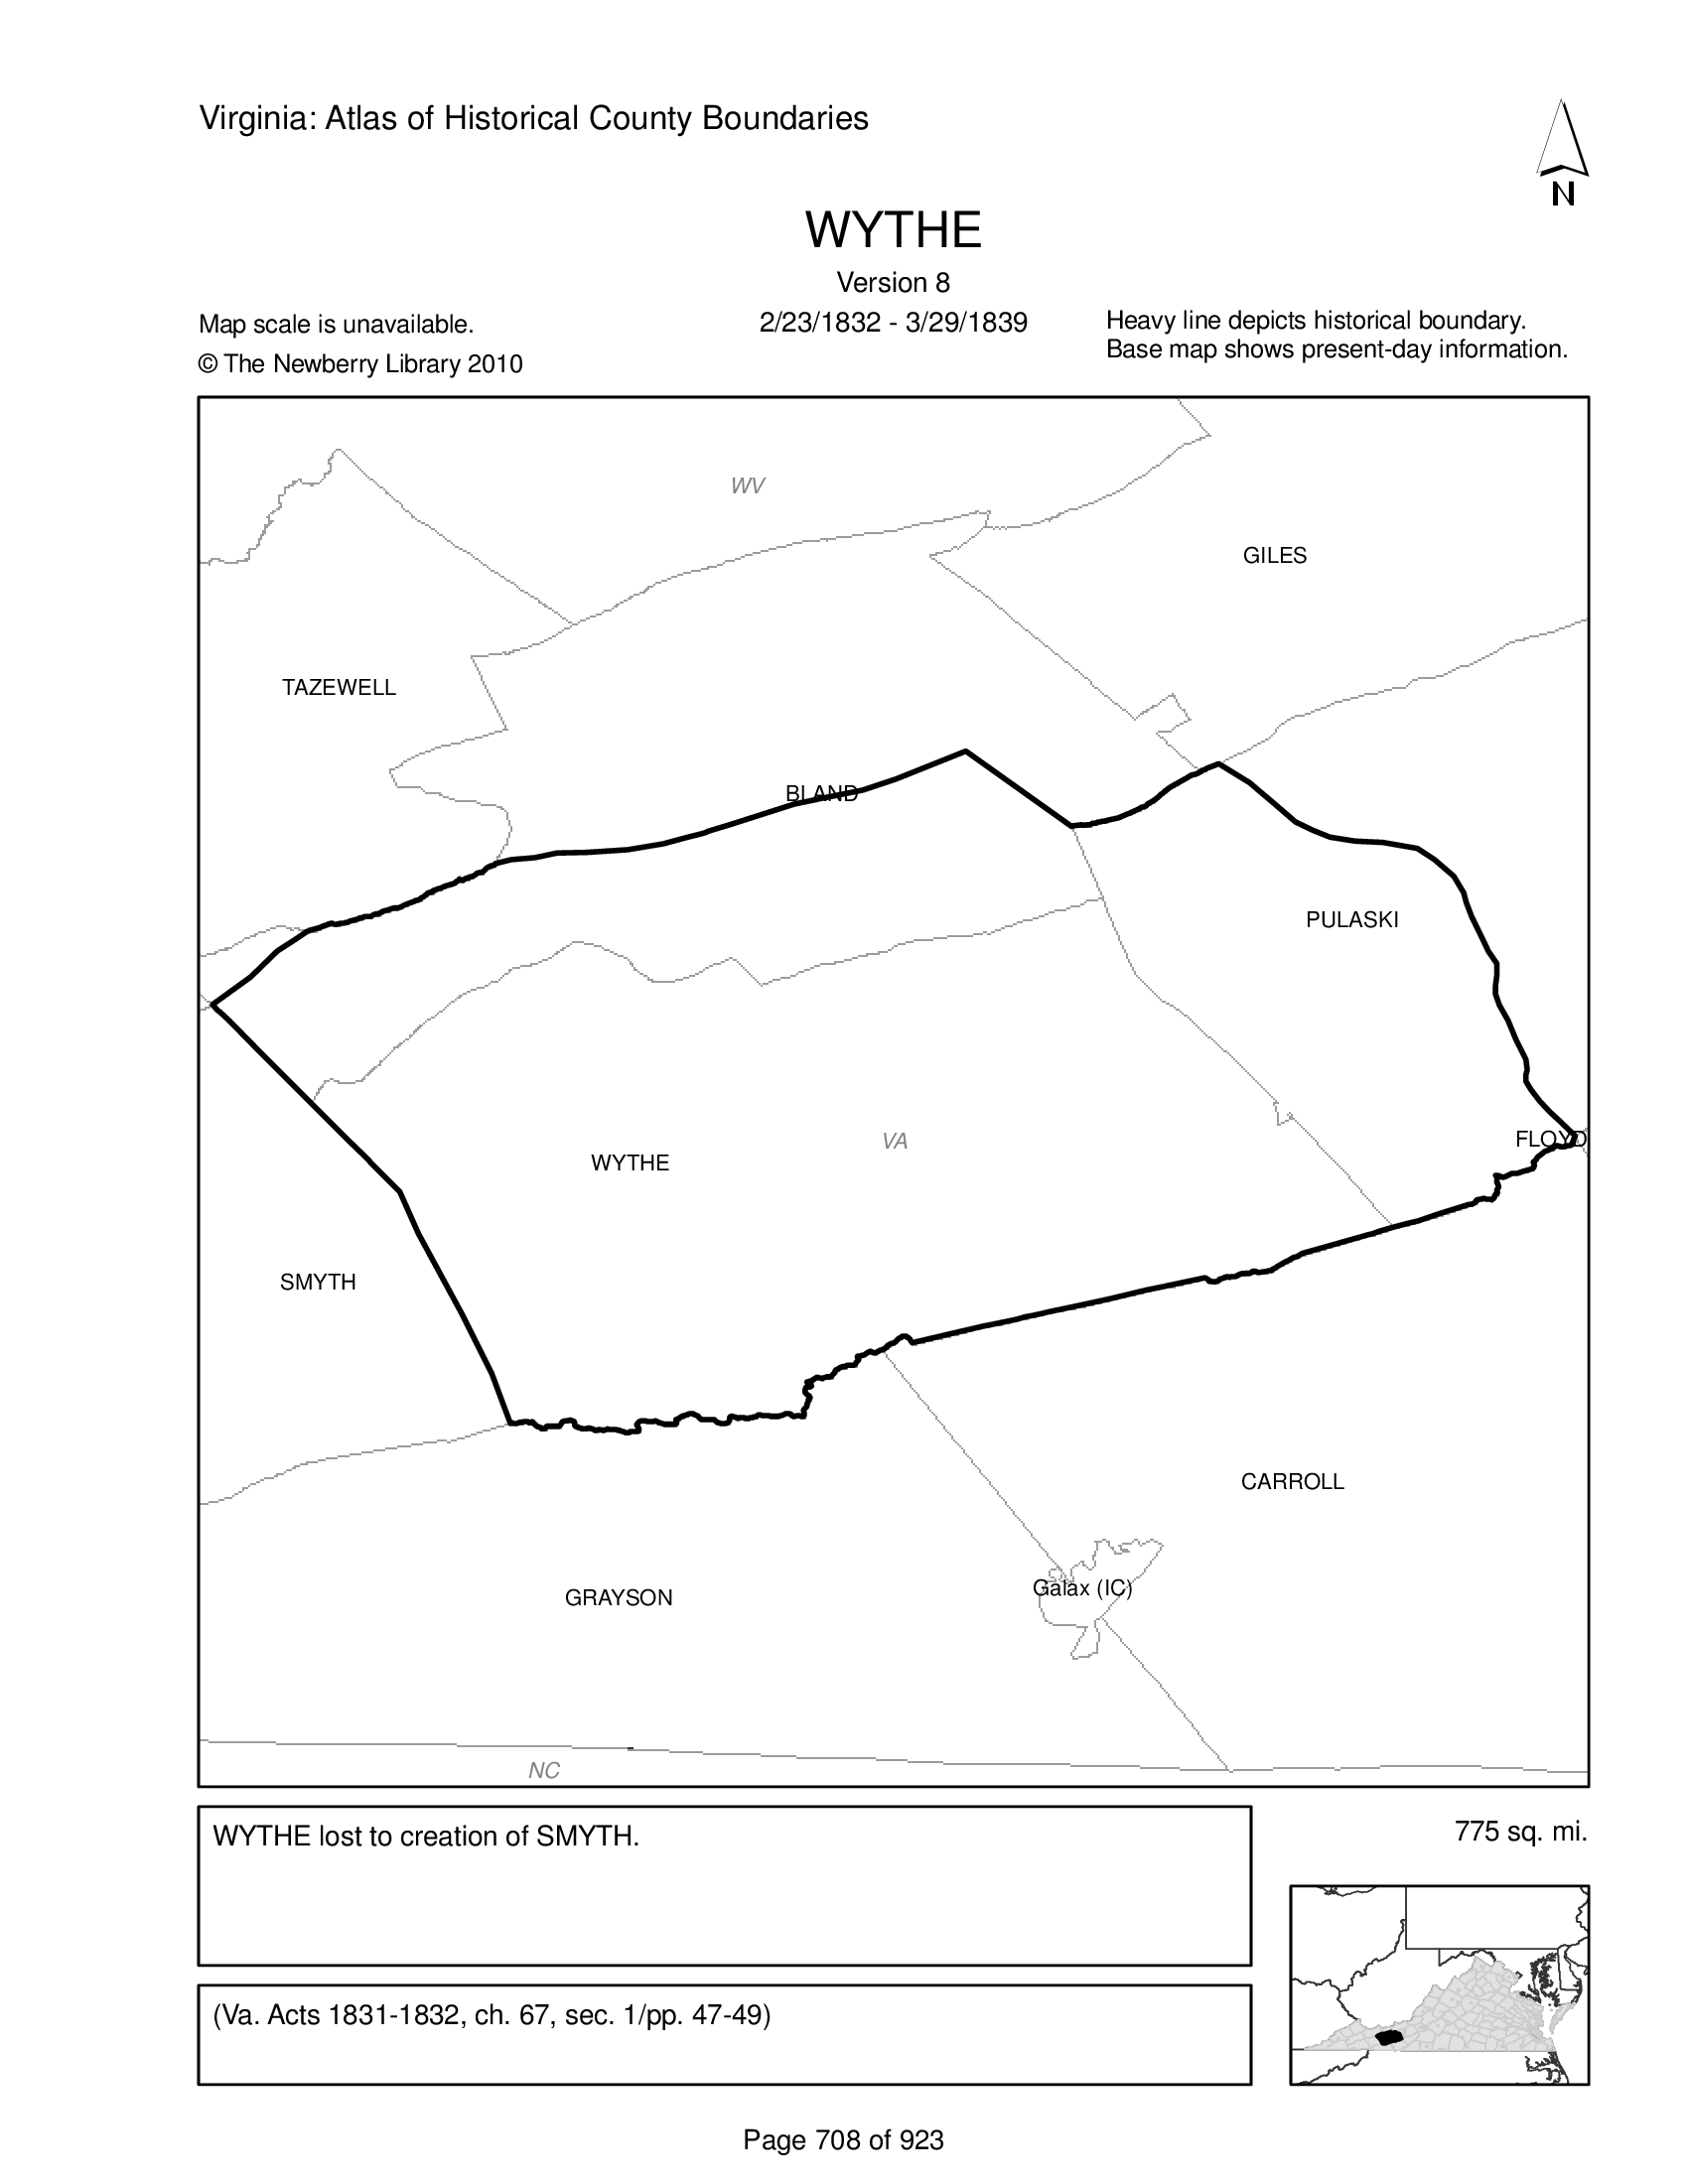 Virginia: Atlas of Historical County Boundaries
N
WYTHE
Version 8
2/23/1832 - 3/29/1839
Map scale is unavailable.
© The Newberry Library 2010
Heavy line depicts historical boundary.
Base map shows present-day information.
WV
GILES
TAZEWELL
BLAND
PULASKI
FLOYD
VA
WYTHE
SMYTH
CARROLL
Galax (IC)
GRAYSON
NC
WYTHE lost to creation of SMYTH.
775 sq. mi.
(Va. Acts 1831-1832, ch. 67, sec. 1/pp. 47-49)
Page 708 of 923